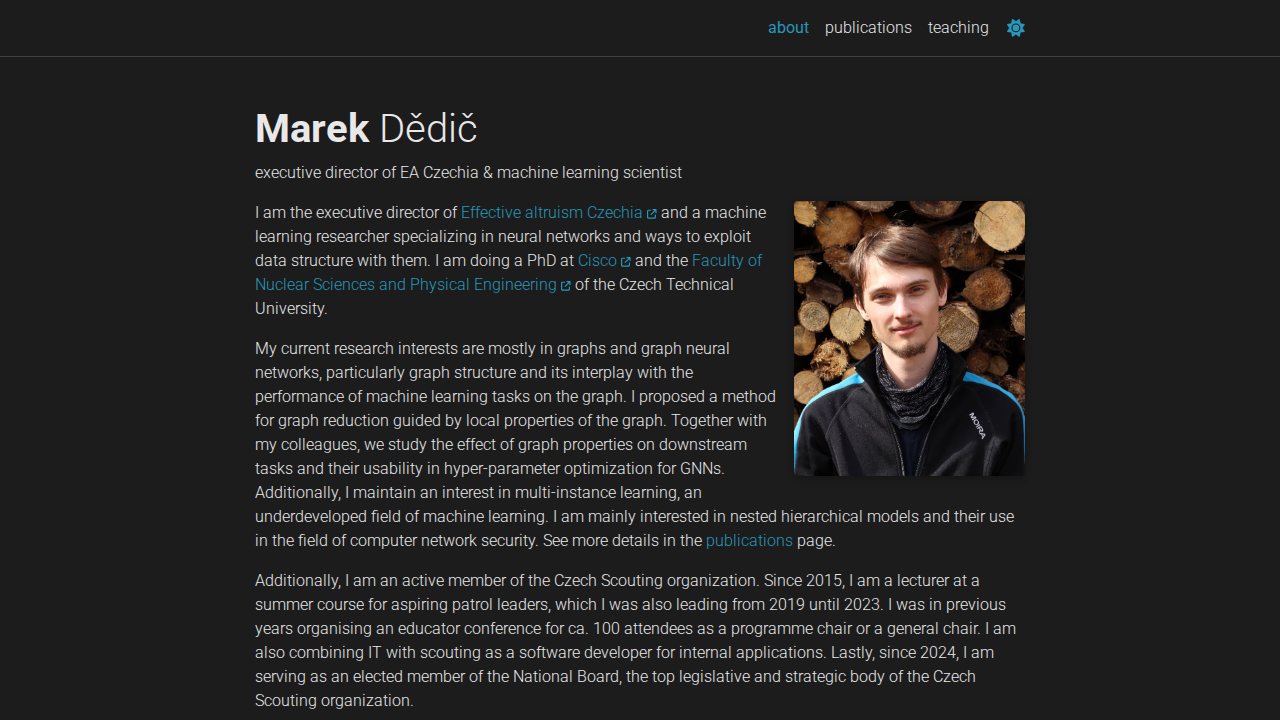 about publications teaching
Marek Dědič
executive director of EA Czechia & machine learning scientist
I am the executive director of Effective altruism Czechia and a machine
learning researcher specializing in neural networks and ways to exploit
data structure with them. I am doing a PhD at Cisco and the Faculty of
Nuclear Sciences and Physical Engineering of the Czech Technical
University.
MOIRA
My current research interests are mostly in graphs and graph neural
networks, particularly graph structure and its interplay with the
performance of machine learning tasks on the graph. I proposed a method
for graph reduction guided by local properties of the graph. Together with
my colleagues, we study the effect of graph properties on downstream
tasks and their usability in hyper-parameter optimization for GNNs.
Additionally, I maintain an interest in multi-instance learning, an
underdeveloped field of machine learning. I am mainly interested in nested hierarchical models and their use
in the field of computer network security. See more details in the publications page.
Additionally, I am an active member of the Czech Scouting organization. Since 2015, I am a lecturer at a
summer course for aspiring patrol leaders, which I was also leading from 2019 until 2023. I was in previous
years organising an educator conference for ca. 100 attendees as a programme chair or a general chair. I am
also combining IT with scouting as a software developer for internal applications. Lastly, since 2024, I am
serving as an elected member of the National Board, the top legislative and strategic body of the Czech
Scouting organization.